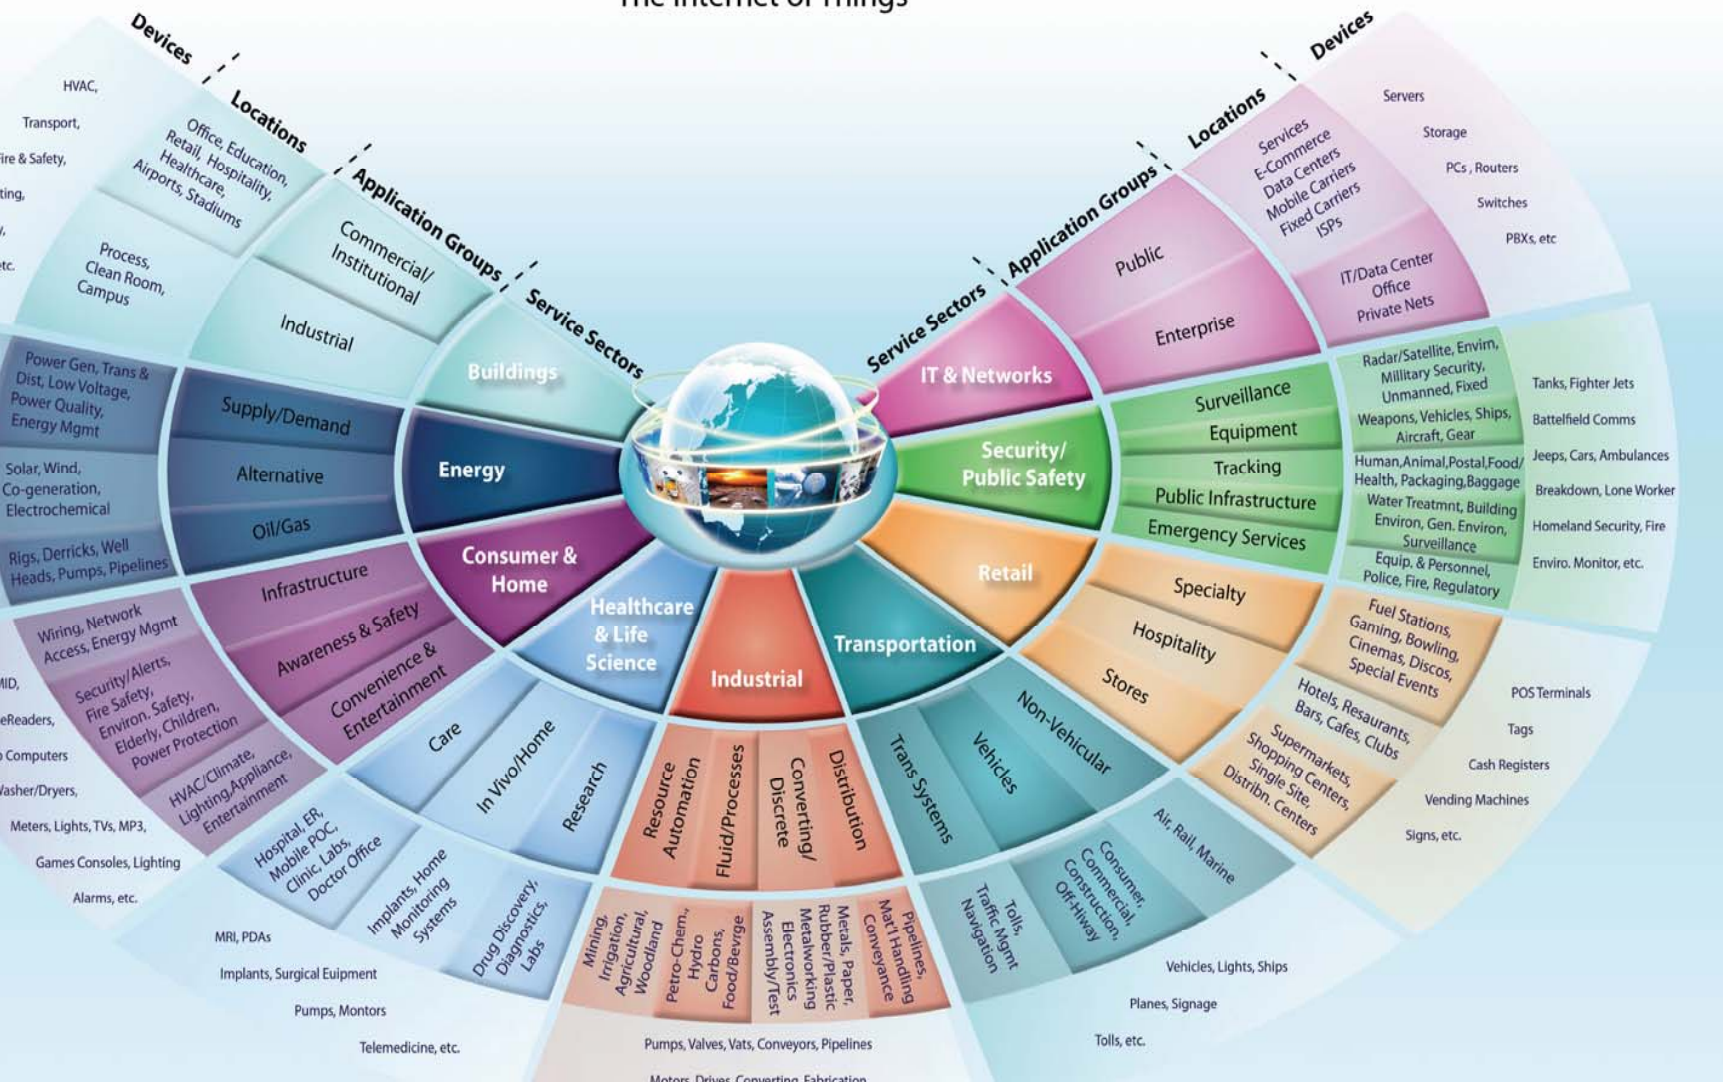 The Internet of Things
Devices
Locations
Application Groups
Service Sectors
Service Sectors
Application Groups
Locations
Devices
HVAC,
Transport,
& Safety,
etc.
Office, Education,
Retail, Hospitality,
Healthcare,
Airports, Stadiums
Process,
Clean Room,
Campus
Commercial/
Institutional
Industrial
Buildings
Power Gen, Trans &
Dist, Low Voltage,
Power Quality,
Energy Mgmt
Solar, Wind,
Co-generation,
Electrochemical
Rigs, Derricks, Well
Heads, Pumps, Pipelines
Supply/Demand
Alternative
Oil/Gas
Energy
eReaders,
Computers
Dryers,
Meters, Lights, TVs, MP3,
Games Consoles, Lighting
Alarms, etc.
Wiring, Network
Access, Energy Mgmt
Security/Alerts,
Fire Safety,
Environ. Safety,
Elderly, Children,
Power Protection
HVAC/Climate,
Lighting,Appliance,
Entertainment
Infrastructure
Awareness & Safety
Convenience &
Entertainment
Consumer &
Home
MRI, PDAs
Implants, Surgical Euipment
Pumps, Montors
Telemedicine, etc.
Hospital, ER,
Mobile POC,
Clinic, Labs,
Doctor Office
Implants, Home
Monitoring
Systems
Drug Discovery,
Diagnostics,
Labs
Care
In Vivo/Home
Research
Healthcare
& Life
Science
Industrial
Resource
Automation
Fluid/Processes
Converting/
Discrete
Distribution
Mining,
Irrigation,
Agricultural,
Woodland
Petro-Chem.,
Hydro
Carbons,
Food/Bevrge
Metals, Paper,
Rubber/Plastic
Metalworking
Electronics
Assembly/Test
Pipelines,
Mat'l Handling
Conveyance
Pumps, Valves, Vats, Conveyors, Pipelines
Motors, Drives, Converting, Fabrication
Transportation
Trans Systems
Vehicles
Non-Vehicular
Tolls,
Traffic Mgmt
Navigation
Consumer,
Commercial,
Construction,
Off-Hiway
Air, Rail, Marine
Vehicles, Lights, Ships
Planes, Signage
Tolls, etc.
Retail
Specialty
Hospitality
Stores
Fuel Stations,
Gaming, Bowling,
Cinemas, Discos,
Special Events
Hotels, Resaurants,
Bars, Cafes, Clubs
Supermarkets,
Shopping Centers,
Single Site,
Distribn. Centers
POS Terminals
Tags
Cash Registers
Vending Machines
Signs, etc.
Security/
Public Safety
Surveillance
Equipment
Tracking
Public Infrastructure
Emergency Services
Radar/Satellite, Envim,
Millitary Security,
Unmanned, Fixed
Weapons, Vehicles, Ships,
Aircraft, Gear
Human,Animal,Postal,Food/
Health, Packaging,Baggage
Water Treatmnt, Building
Environ, Gen. Environ,
Surveillance
Equip. & Personnel,
Police, Fire, Regulatory
Tanks, Fighter Jets
Battelfield Comms
Jeeps, Cars, Ambulances
Breakdown, Lone Worker
Homeland Security, Fire
Enviro. Monitor, etc.
IT & Networks
Public
Enterprise
Services
E-Commerce
Data Centers
Mobile Carriers
Fixed Carriers
ISPs
IT/Data Center
Office
Private Nets
Servers
Storage
PCs , Routers
Switches
PBXs, etc